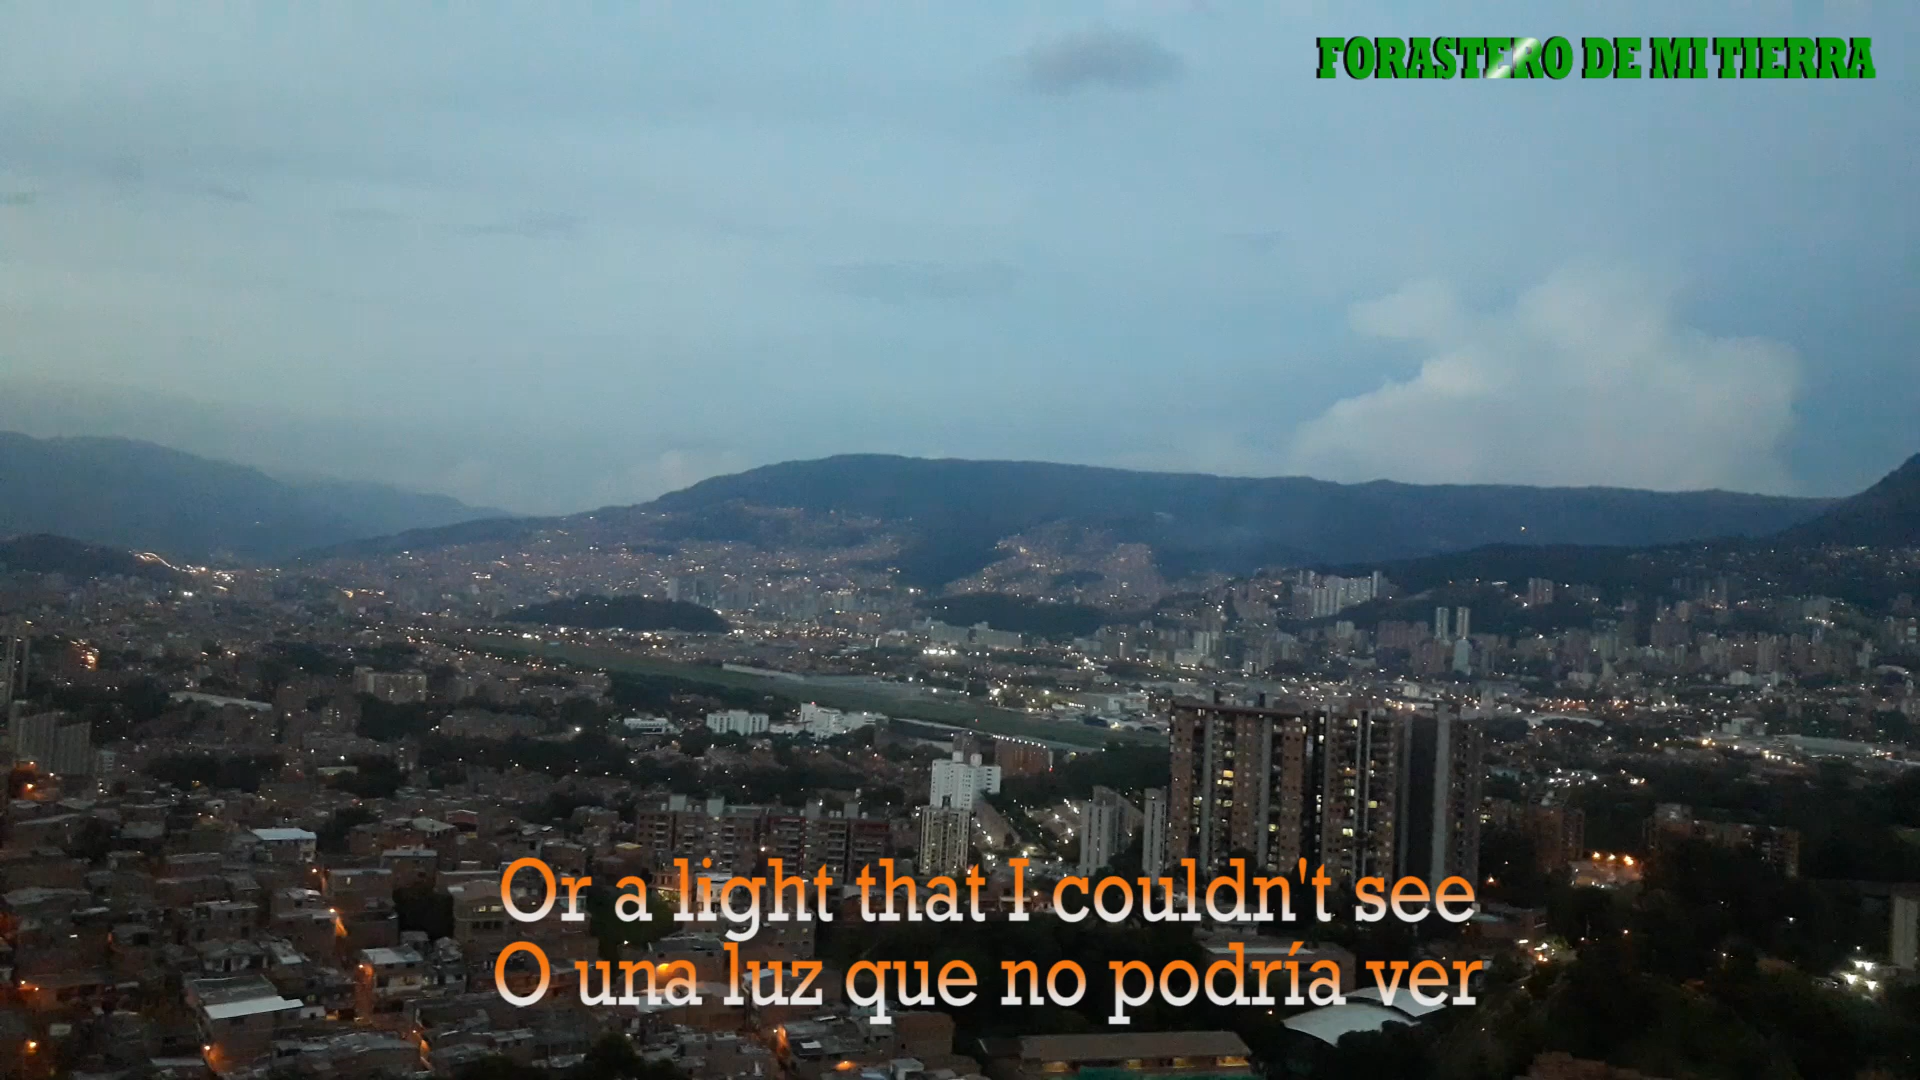 FORASTERO DE MI TIERRA
Or a light that I couldn't see
O una luz que no podría ver